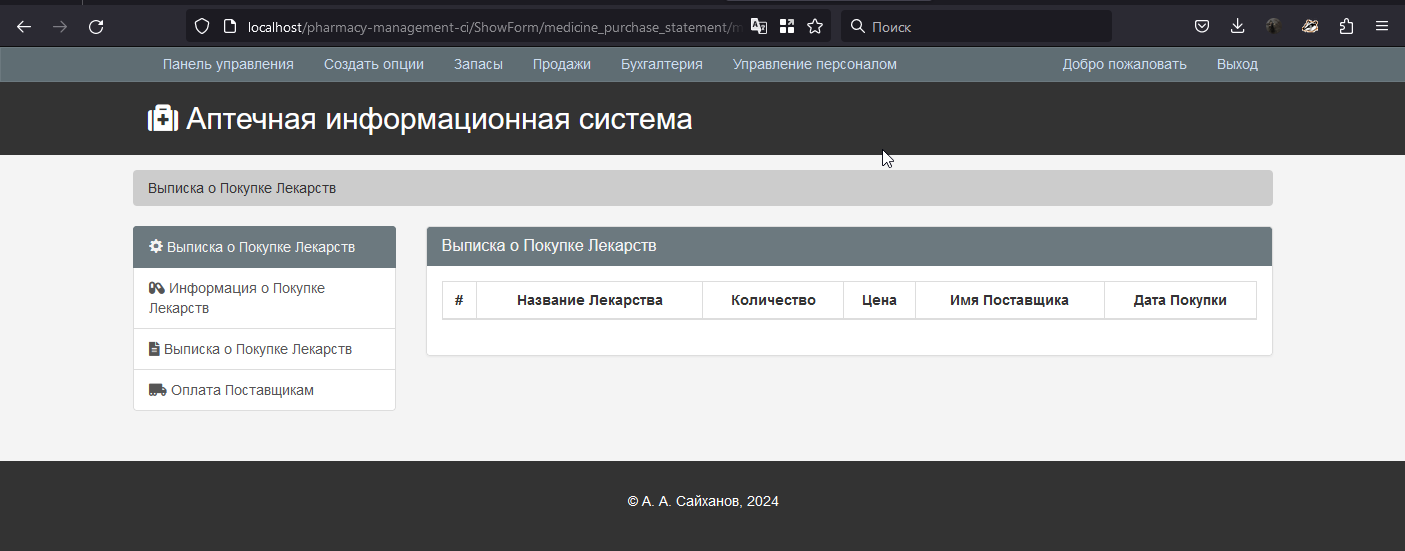 localhost/pharmacy-management-ci/ShowForm/medicine_purchase_statement/m
Поиск
Панель управления Создать опции Запасы Продажи Бухгалтерия Управление персоналом Добро пожаловать Выход
Аптечная информационная система
Выписка о Покупке Лекарств
Выписка о Покупке Лекарств
Информация о Покупке
Лекарств
Выписка о Покупке Лекарств
Оплата Поставщикам
Выписка о Покупке Лекарств
# Название Лекарства Количество Цена Имя Поставщика Дата Покупки
© А. А. Сайханов, 2024